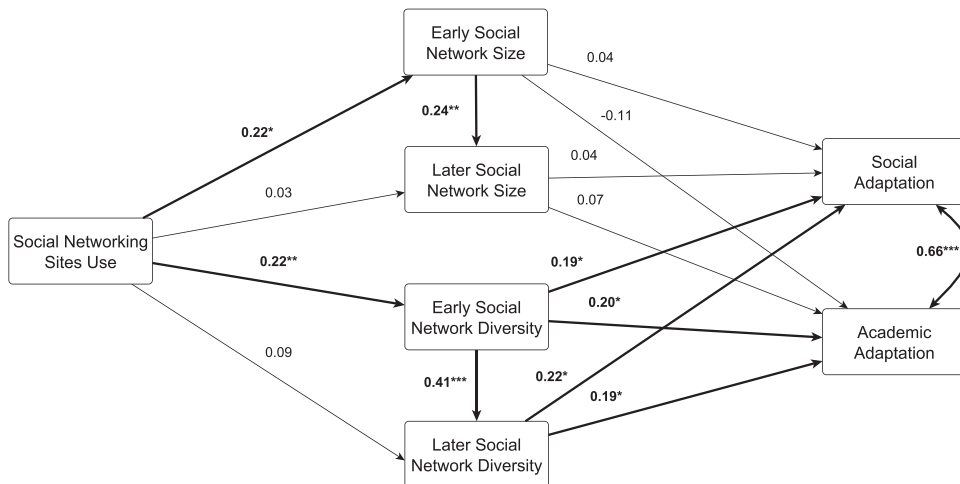 Early Social
Network Size
0.04
0.24**
-0.11
0.22*
Later Social
Network Size
0.04
Social
Adaptation
0.03
0.07
Social Networking
Sites Use
0.22**
0.19*
0.66***
Early Social
Network Diversity
0.20*
Academic
Adaptation
0.09
0.41***
0.22*
0.19*
Later Social
Network Diversity